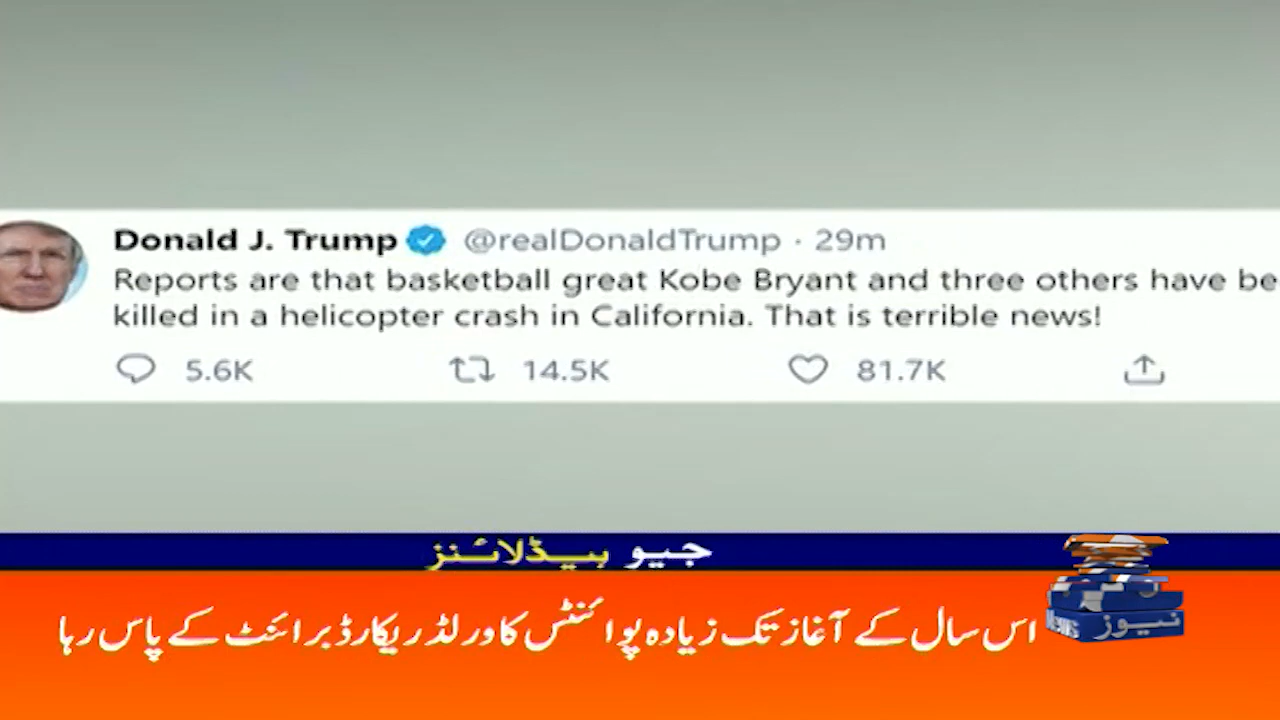 Donald J. Trump @realDonaldTrump · 29m
Reports are that basketball great Kobe Bryant and three others have be
killed in a helicopter crash in California. That is terrible news!
5.6K 14.5K 81.7K
جیو ہیڈلائنز
اس سال کے آغاز تک زیادہ پوائنٹس کا ورلڈ ریکارڈ برائنٹ کے پاس رہا
News نیوز